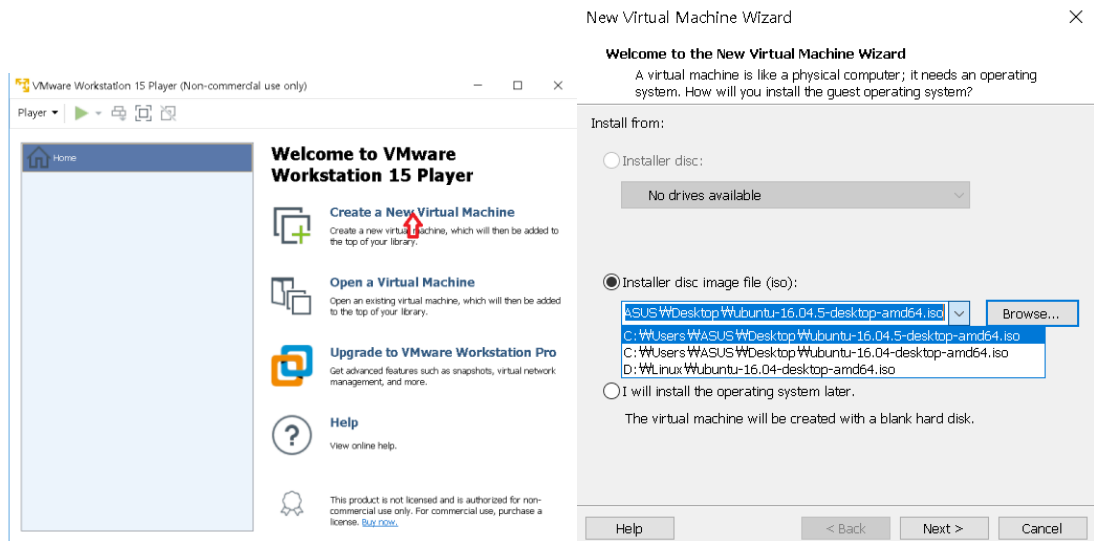 VMware Workstation 15 Player (Non-commercial use only)
Player
Home
Welcome to VMware
Workstation 15 Player
Create a New Virtual Machine
Create a new virtual machine, which will then be added to
the top of your library.
Open a Virtual Machine
Open an existing virtual machine, which will then be added
to the top of your library.
Upgrade to VMware Workstation Pro
Get advanced features such as snapshots, virtual network
management, and more.
?
Help
View online help.
This product is not licensed and is authorized for non-
commercial use only. For commercial use, purchase a
license. Buy now.
New Virtual Machine Wizard
Welcome to the New Virtual Machine Wizard
A virtual machine is like a physical computer; it needs an operating
system. How will you install the guest operating system?
Install from:
Installer disc:
No drives available
Installer disc image file (iso):
ASUS₩Desktop₩ubuntu-16.04.5-desktop-amd64.iso
Browse...
C:₩Users₩ASUS₩Desktop₩ubuntu-16.04.5-desktop-amd64.iso
C:₩Users₩ASUS₩Desktop₩ubuntu-16.04-desktop-amd64.iso
D:₩Linux₩ubuntu-16.04-desktop-amd64.iso
I will install the operating system later.
The virtual machine will be created with a blank hard disk.
Help
< Back
Next >
Cancel